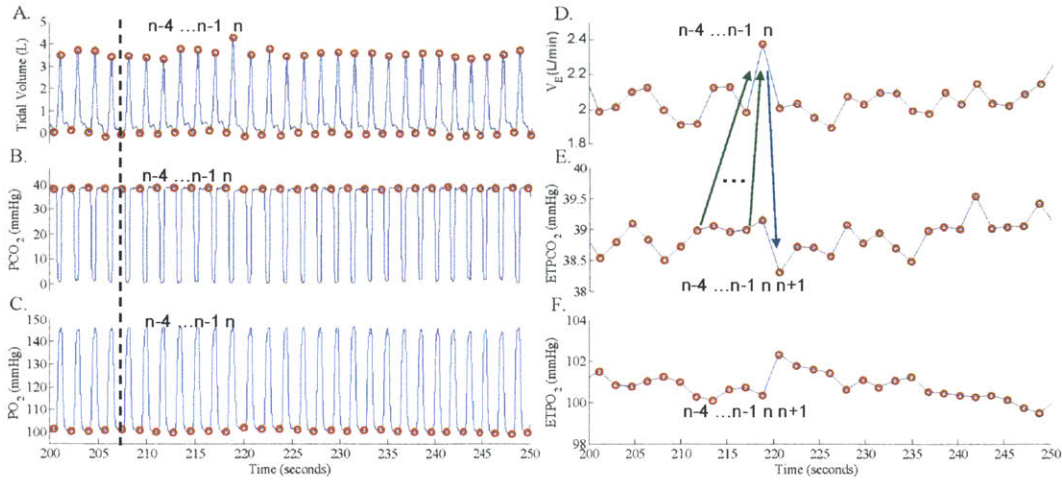 A.
n-4 ...n-1 n
Tidal Volume (L)
5
4
3
2
1
0
B.
n-4 ...n-1 n
PCO2 (mmHg)
40
20
0
C.
n-4 ...n-1 n
PO2 (mmHg)
150
140
130
120
110
100
200 205 210 215 220 225 230 235 240 245 250
Time (seconds)
D.
n-4 ...n-1 n
VE(L/min)
2.4
2.2
2
1.8
E.
...
ETPCO2 (mmHg)
40
39.5
39
38.5
38
n-4 ...n-1 n n+1
F.
ETPO2 (mmHg)
104
102
100
98
n-4 ...n-1 n n+1
200 205 210 215 220 225 230 235 240 245 250
Time (seconds)